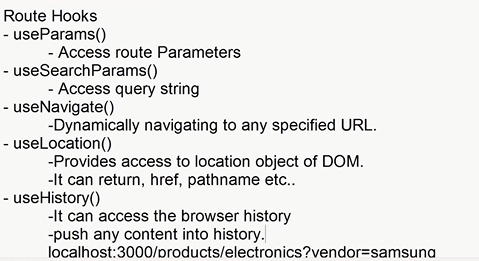 Route Hooks
- useParams()
- Access route Parameters
- useSearchParams()
- Access query string
- useNavigate()
-Dynamically navigating to any specified URL.
- useLocation()
-Provides access to location object of DOM.
-It can return, href, pathname etc..
- useHistory()
-It can access the browser history
-push any content into history.
localhost:3000/products/electronics?vendor=samsung